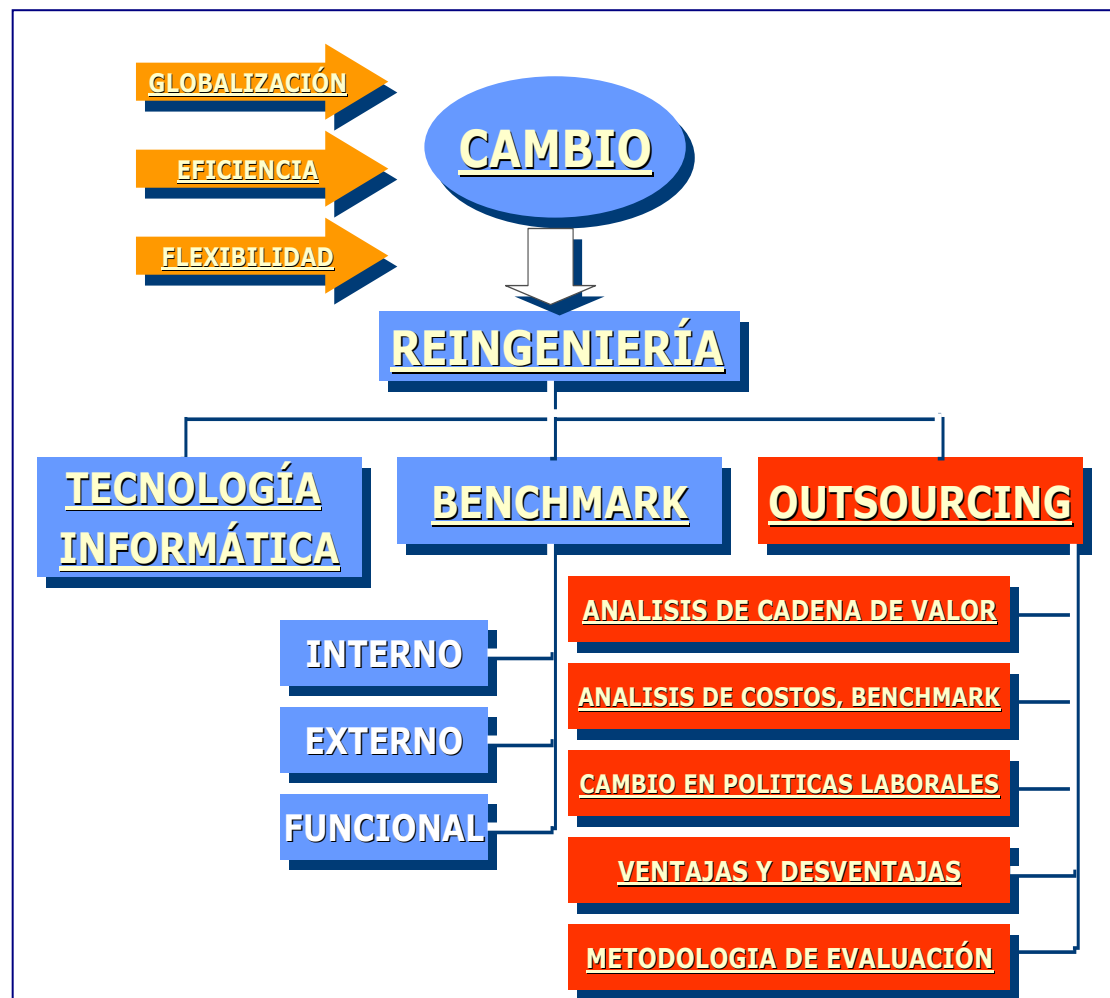 GLOBALIZACIÓN
EFICIENCIA
FLEXIBILIDAD
CAMBIO
REINGENIERÍA
TECNOLOGÍA
INFORMÁTICA
BENCHMARK
INTERNO
EXTERNO
FUNCIONAL
OUTSOURCING
ANALISIS DE CADENA DE VALOR
ANALISIS DE COSTOS, BENCHMARK
CAMBIO EN POLITICAS LABORALES
VENTAJAS Y DESVENTAJAS
METODOLOGIA DE EVALUACIÓN